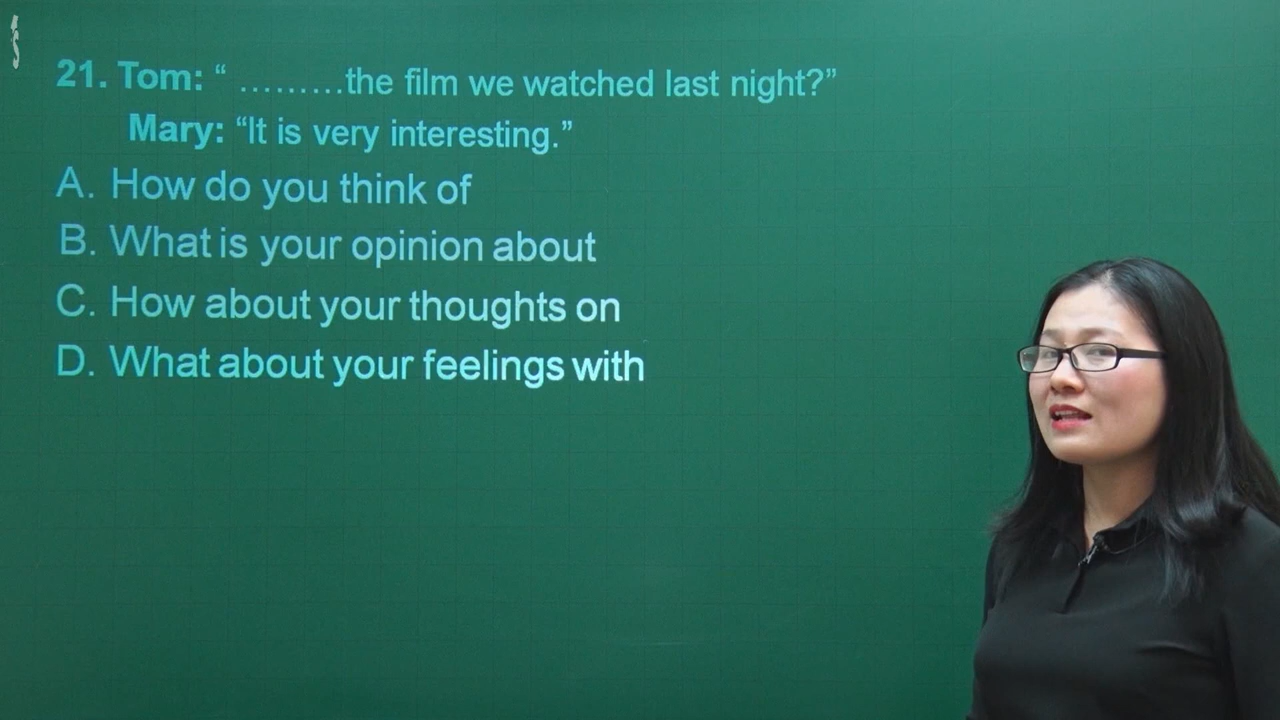 21. Tom: “ ………the film we watched last night?”
Mary: “It is very interesting.”
A. How do you think of
B. What is your opinion about
C. How about your thoughts on
D. What about your feelings with